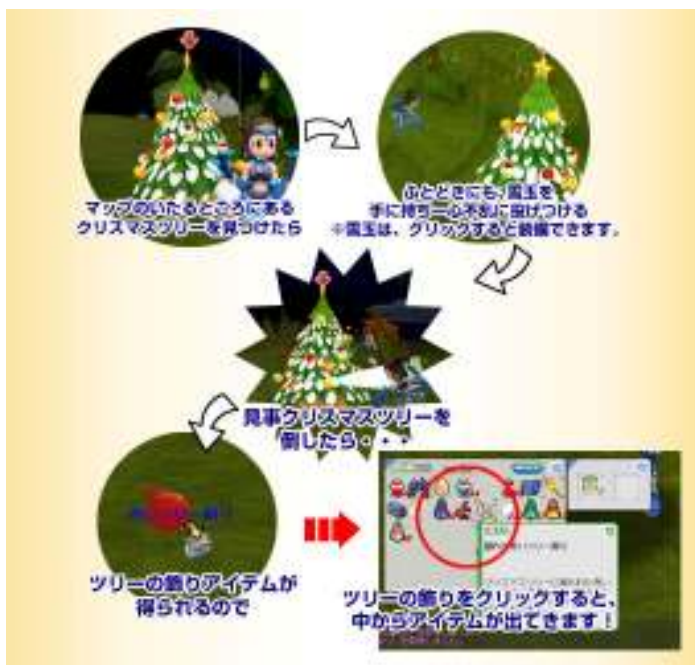 マップのいたるところにある
クリスマスツリーを見つけたら
ふとときにも、雪玉を
手に持ち一心不乱に投げつける
※雪玉は、クリックすると装備できます。
見事クリスマスツリーを
倒したら・・・
ツリーの飾りアイテムが
得られるので
ツリーの飾りをクリックすると、
中からアイテムが出てきます！